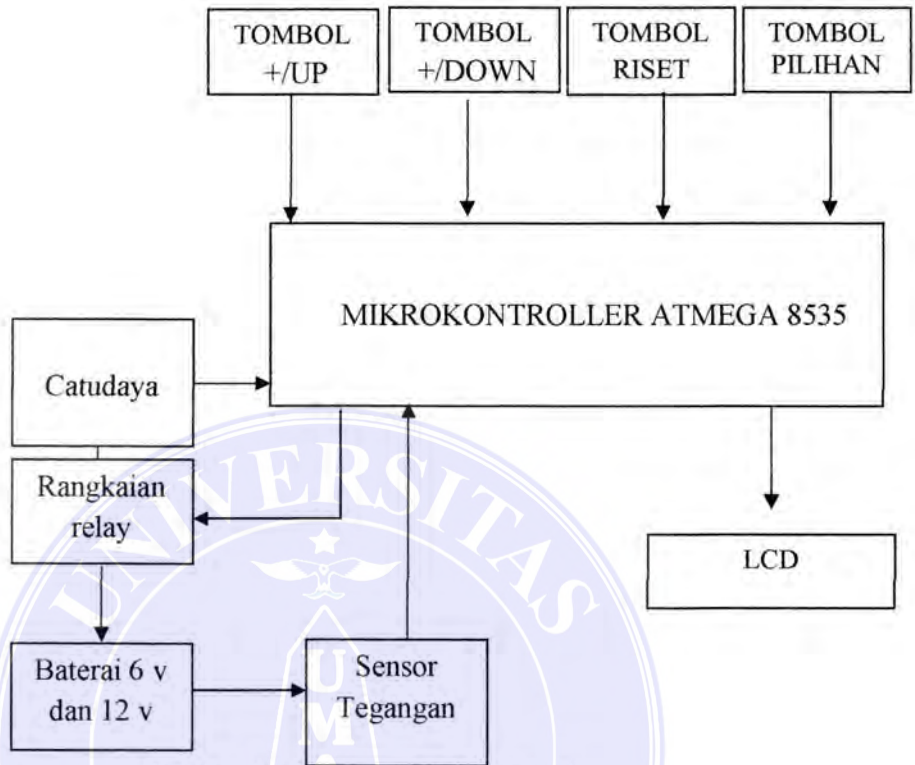 TOMBOL
+/UP
TOMBOL
+/DOWN
TOMBOL
RISET
TOMBOL
PILIHAN
MIKROKONTROLLER ATMEGA 8535
Catudaya
Rangkaian
relay
LCD
Baterai 6 v
dan 12 v
Sensor
Tegangan
UNIVERSITAS
U
M